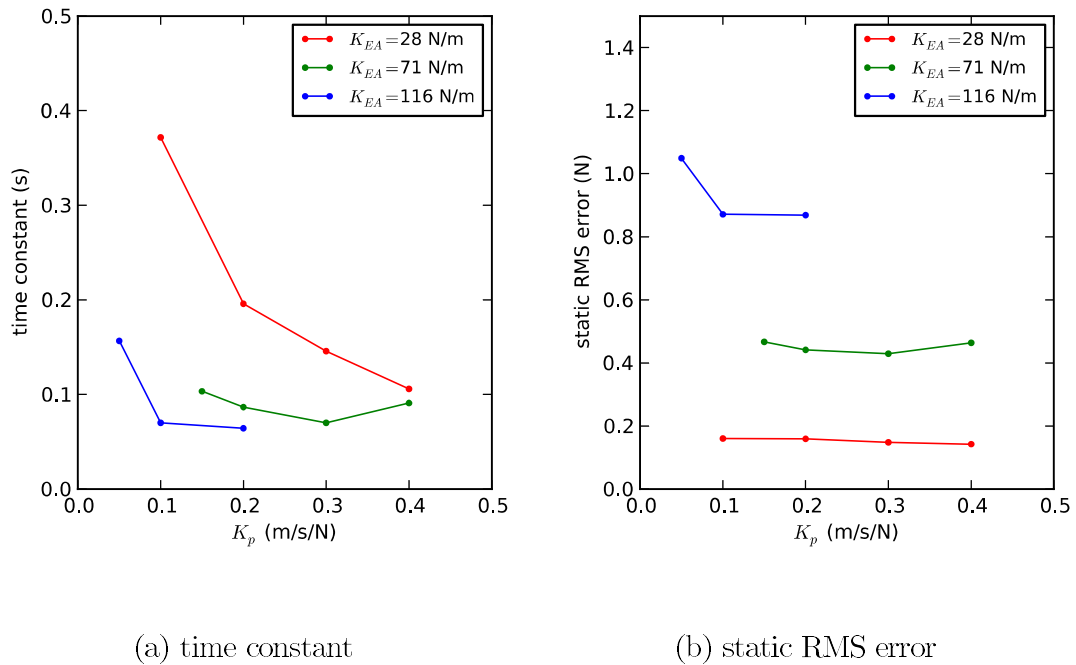 0.5
0.4
0.3
0.2
0.1
0.0
time constant (s)
K_EA=28 N/m
K_EA=71 N/m
K_EA=116 N/m
0.0 0.1 0.2 0.3 0.4 0.5
K_p (m/s/N)
(a) time constant
1.4
1.2
1.0
0.8
0.6
0.4
0.2
0.0
static RMS error (N)
K_EA=28 N/m
K_EA=71 N/m
K_EA=116 N/m
0.0 0.1 0.2 0.3 0.4 0.5
K_p (m/s/N)
(b) static RMS error